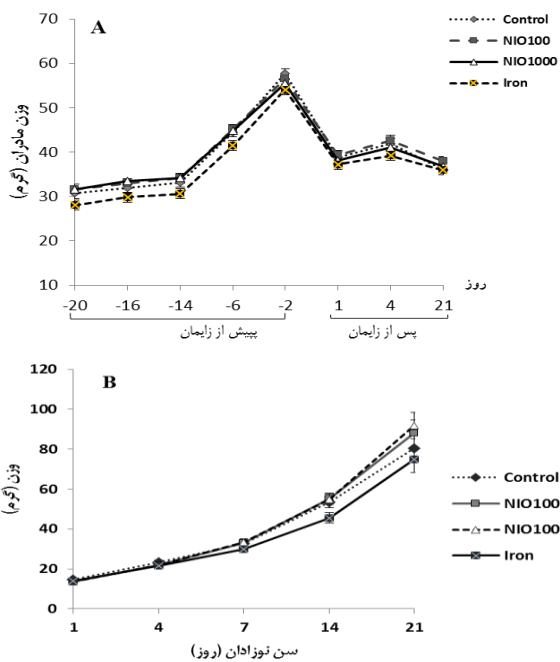 A
70
60
50
40
30
20
10
وزن مادران (گرم)
-20 -16 -14 -6 -2 1 4 21
روز
پیش از زایمان
پس از زایمان
Control
NIO100
NIO1000
Iron
B
120
100
80
60
40
20
0
وزن (گرم)
1 4 7 14 21
سن نوزادان (روز)
Control
NIO100
NIO100
Iron